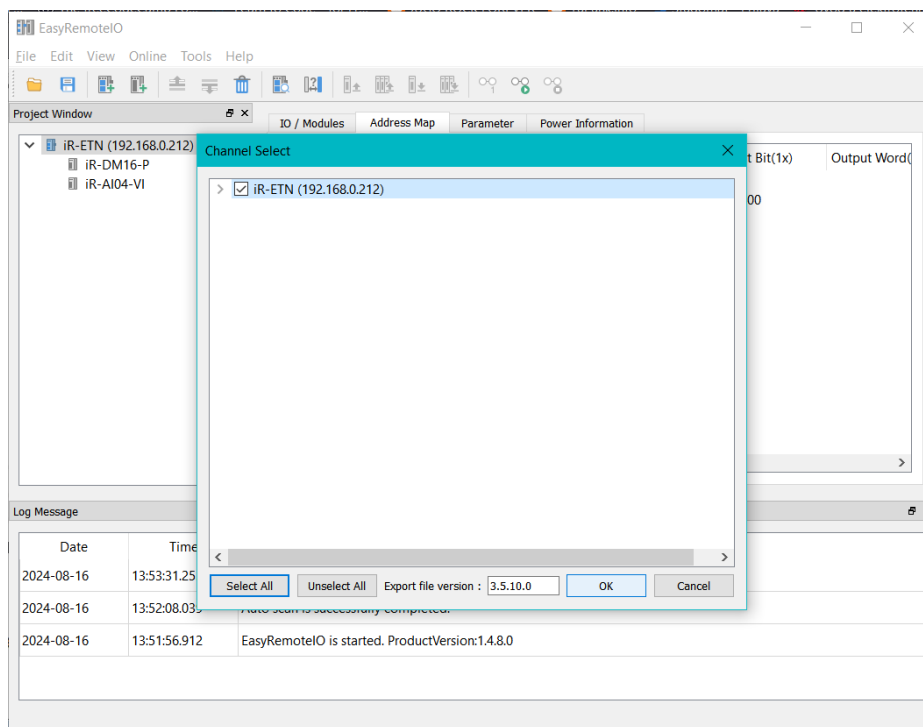 EasyRemoteIO
File Edit View Online Tools Help
Project Window
IO / Modules Address Map Parameter Power Information
iR-ETN (192.168.0.212)
iR-DM16-P
iR-AI04-VI
Channel Select
iR-ETN (192.168.0.212)
t Bit(1x) Output Word(
00
Select All Unselect All Export file version : 3.5.10.0 OK Cancel
Log Message
Date Time
2024-08-16 13:53:31.25
2024-08-16 13:52:08.035 Auto scan is successfully completed.
2024-08-16 13:51:56.912 EasyRemoteIO is started. ProductVersion:1.4.8.0